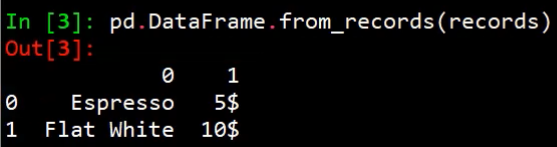 In [3]: pd.DataFrame.from_records(records)
Out[3]:
0 1
0 Espresso 5$
1 Flat White 10$